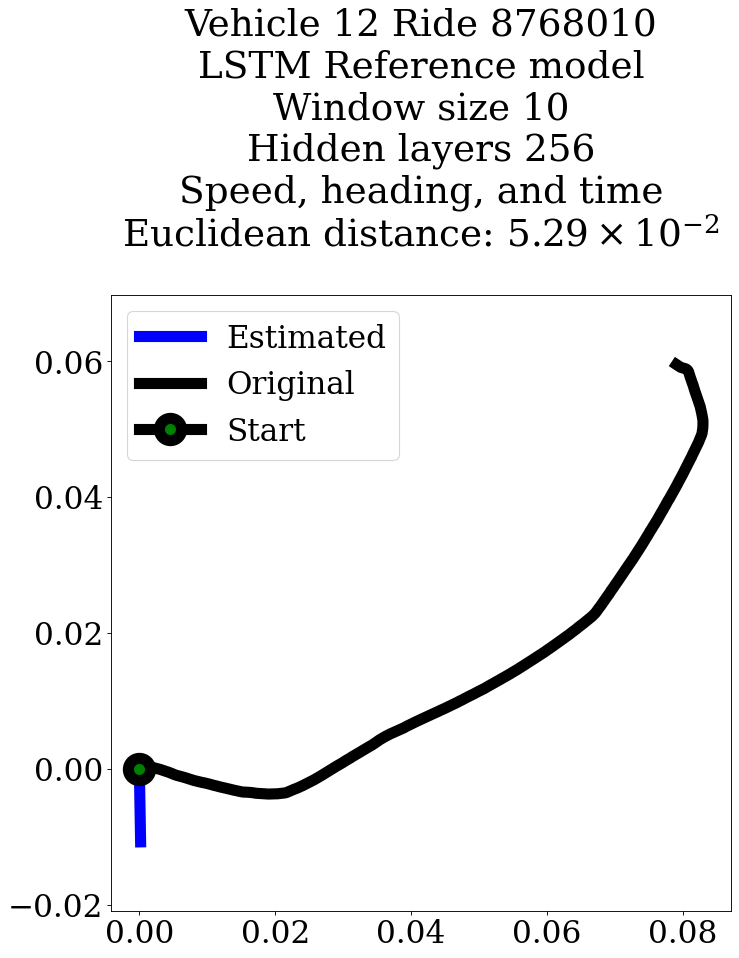 Vehicle 12 Ride 8768010
LSTM Reference model
Window size 10
Hidden layers 256
Speed, heading, and time
Euclidean distance: 5.29 × 10⁻²
Estimated
Original
Start
0.06
0.04
0.02
0.00
−0.02
0.00 0.02 0.04 0.06 0.08